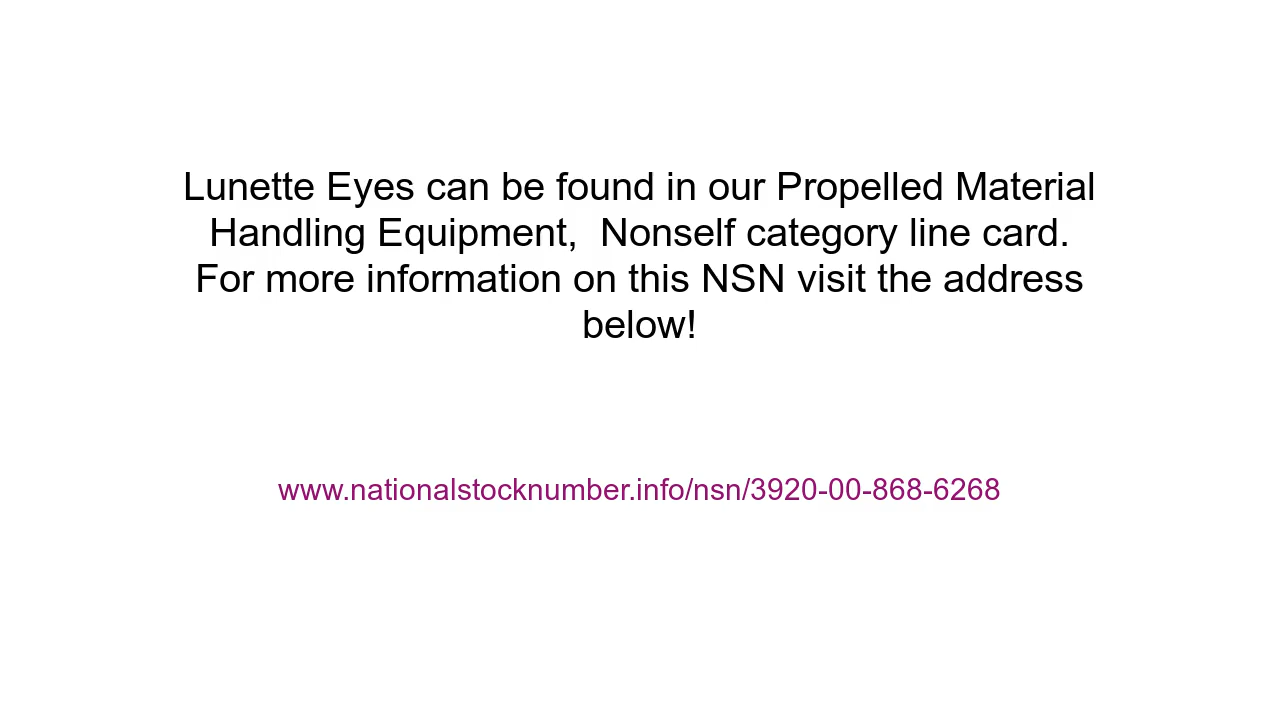 Lunette Eyes can be found in our Propelled Material
Handling Equipment,  Nonself category line card.
For more information on this NSN visit the address
below!
www.nationalstocknumber.info/nsn/3920-00-868-6268